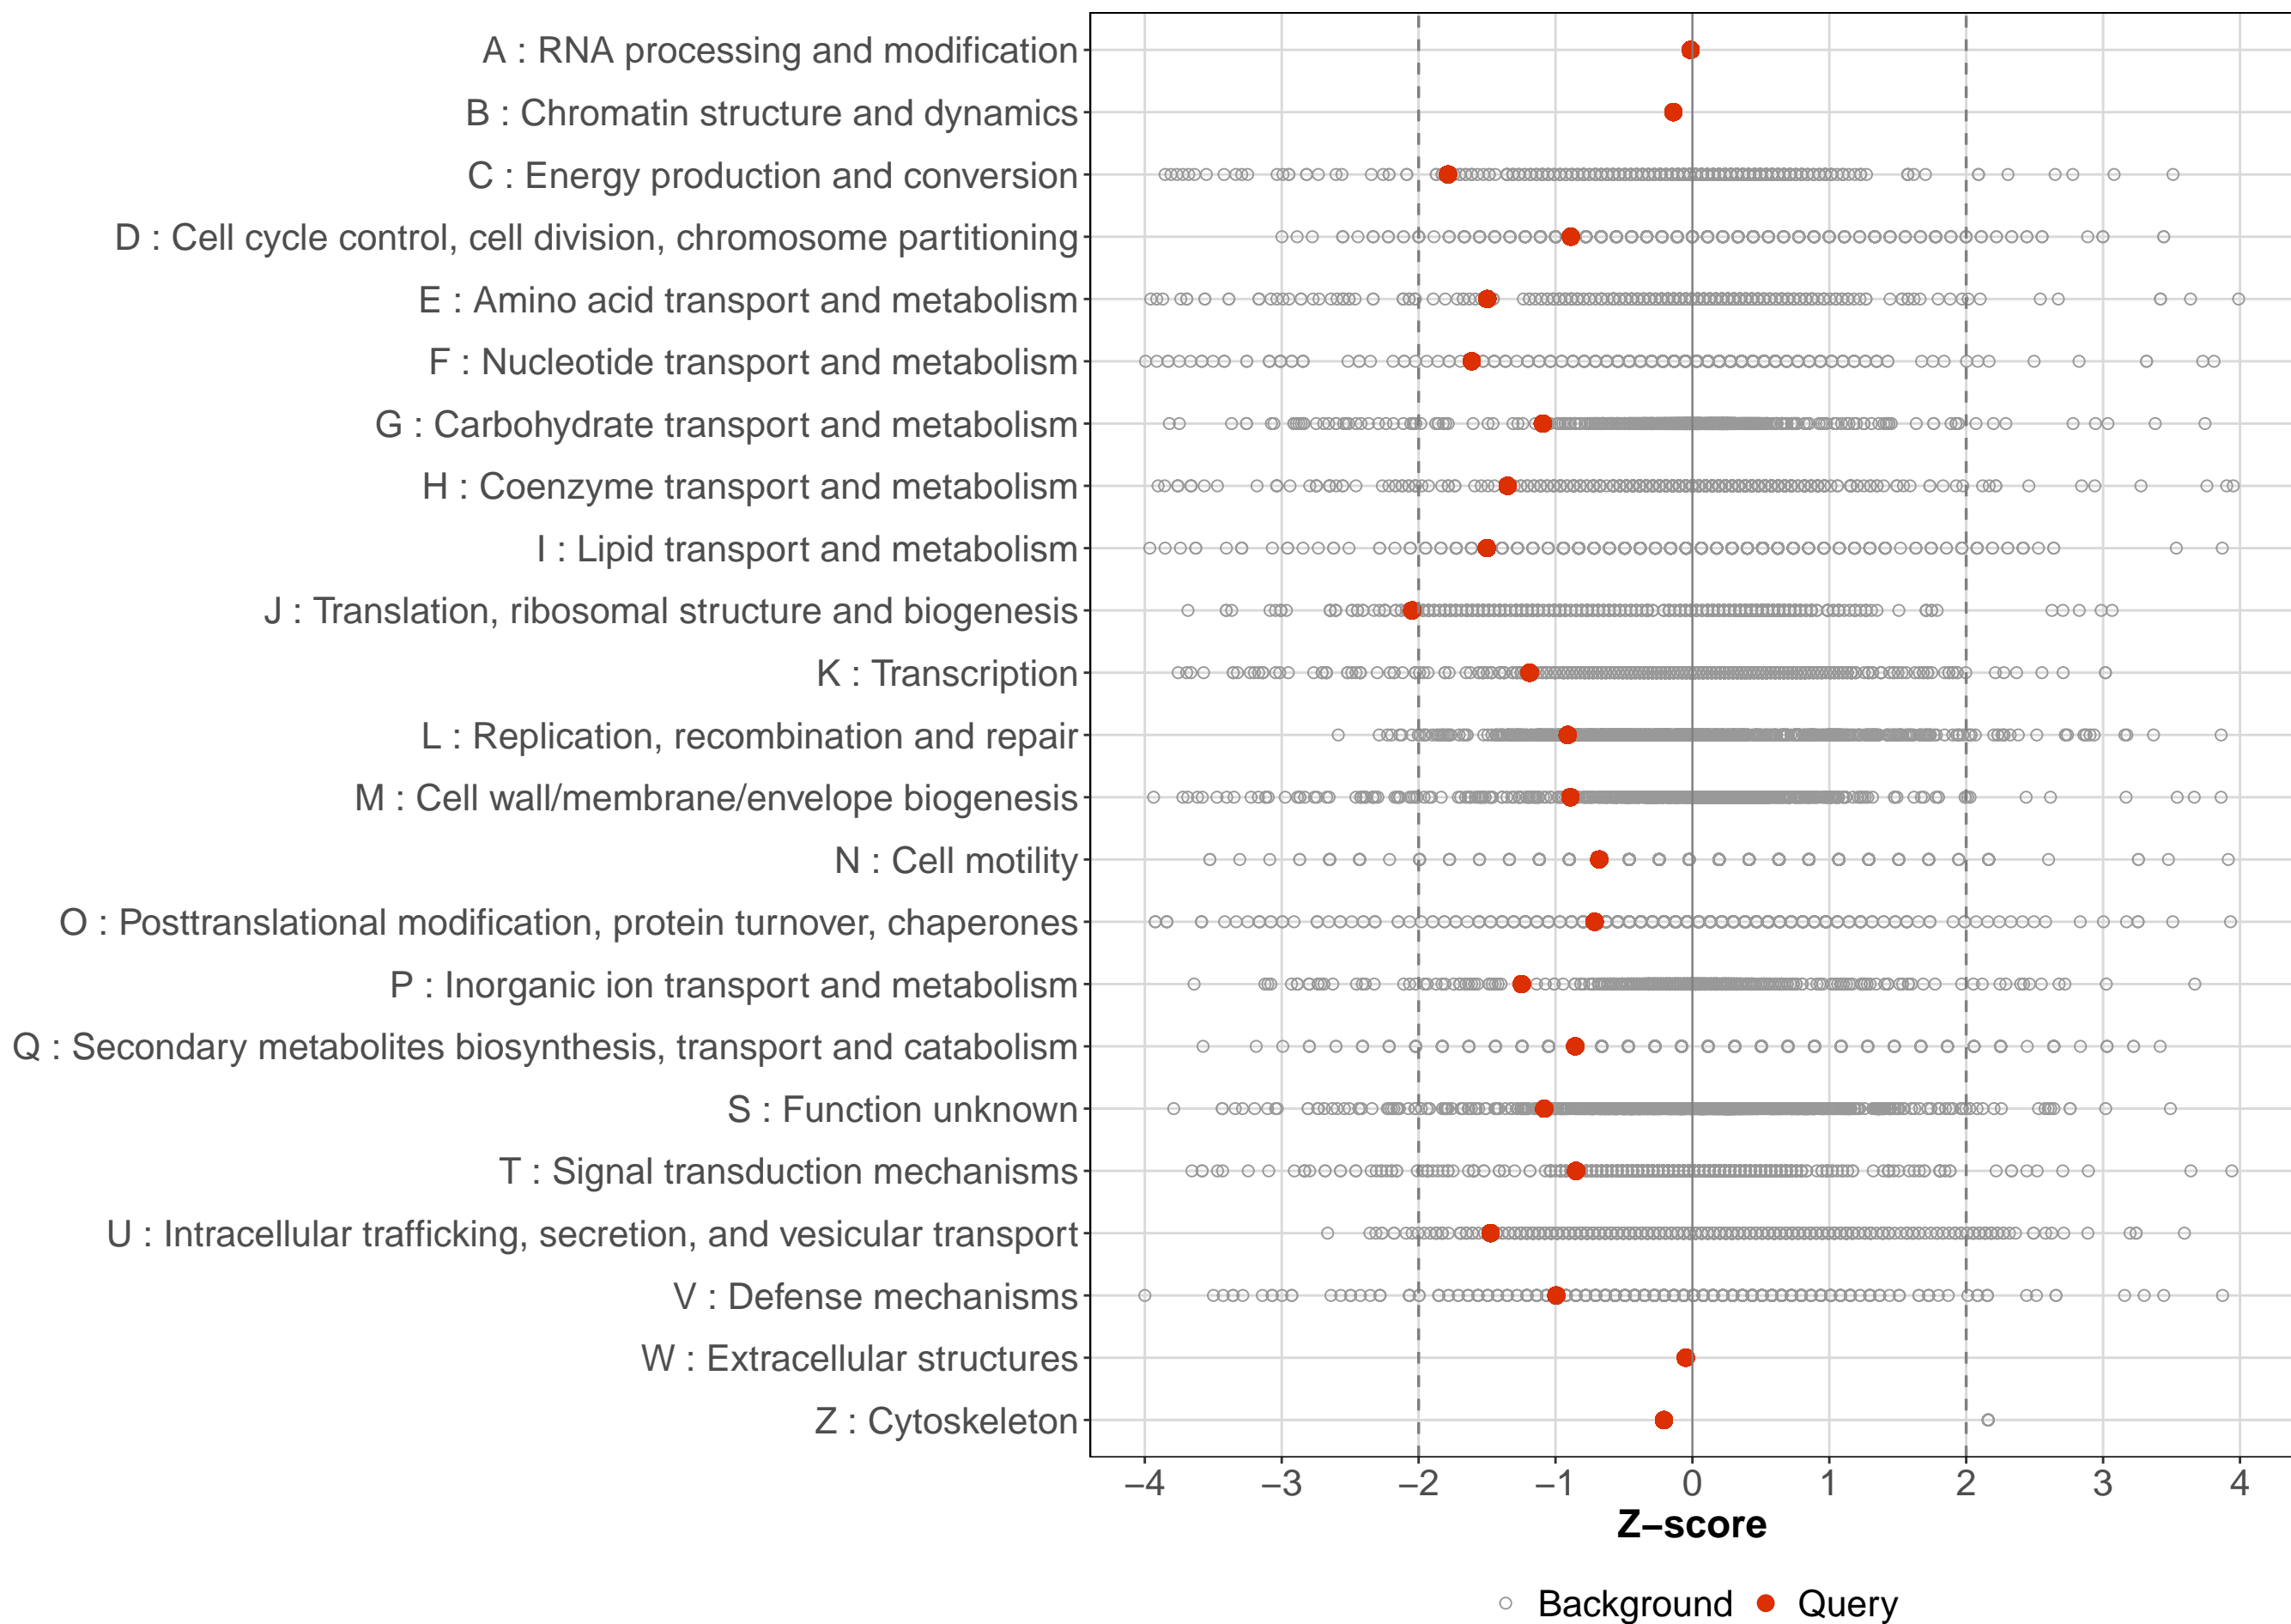 A : RNA processing and modification
B : Chromatin structure and dynamics
C : Energy production and conversion
D : Cell cycle control, cell division, chromosome partitioning
E : Amino acid transport and metabolism
F : Nucleotide transport and metabolism
G : Carbohydrate transport and metabolism
H : Coenzyme transport and metabolism
I : Lipid transport and metabolism
J : Translation, ribosomal structure and biogenesis
K : Transcription
L : Replication, recombination and repair
M : Cell wall/membrane/envelope biogenesis
N : Cell motility
O : Posttranslational modification, protein turnover, chaperones
P : Inorganic ion transport and metabolism
Q : Secondary metabolites biosynthesis, transport and catabolism
S : Function unknown
T : Signal transduction mechanisms
U : Intracellular trafficking, secretion, and vesicular transport
V : Defense mechanisms
W : Extracellular structures
Z : Cytoskeleton
−4 −3 −2 −1 0 1 2 3 4
Z−score
Background Query